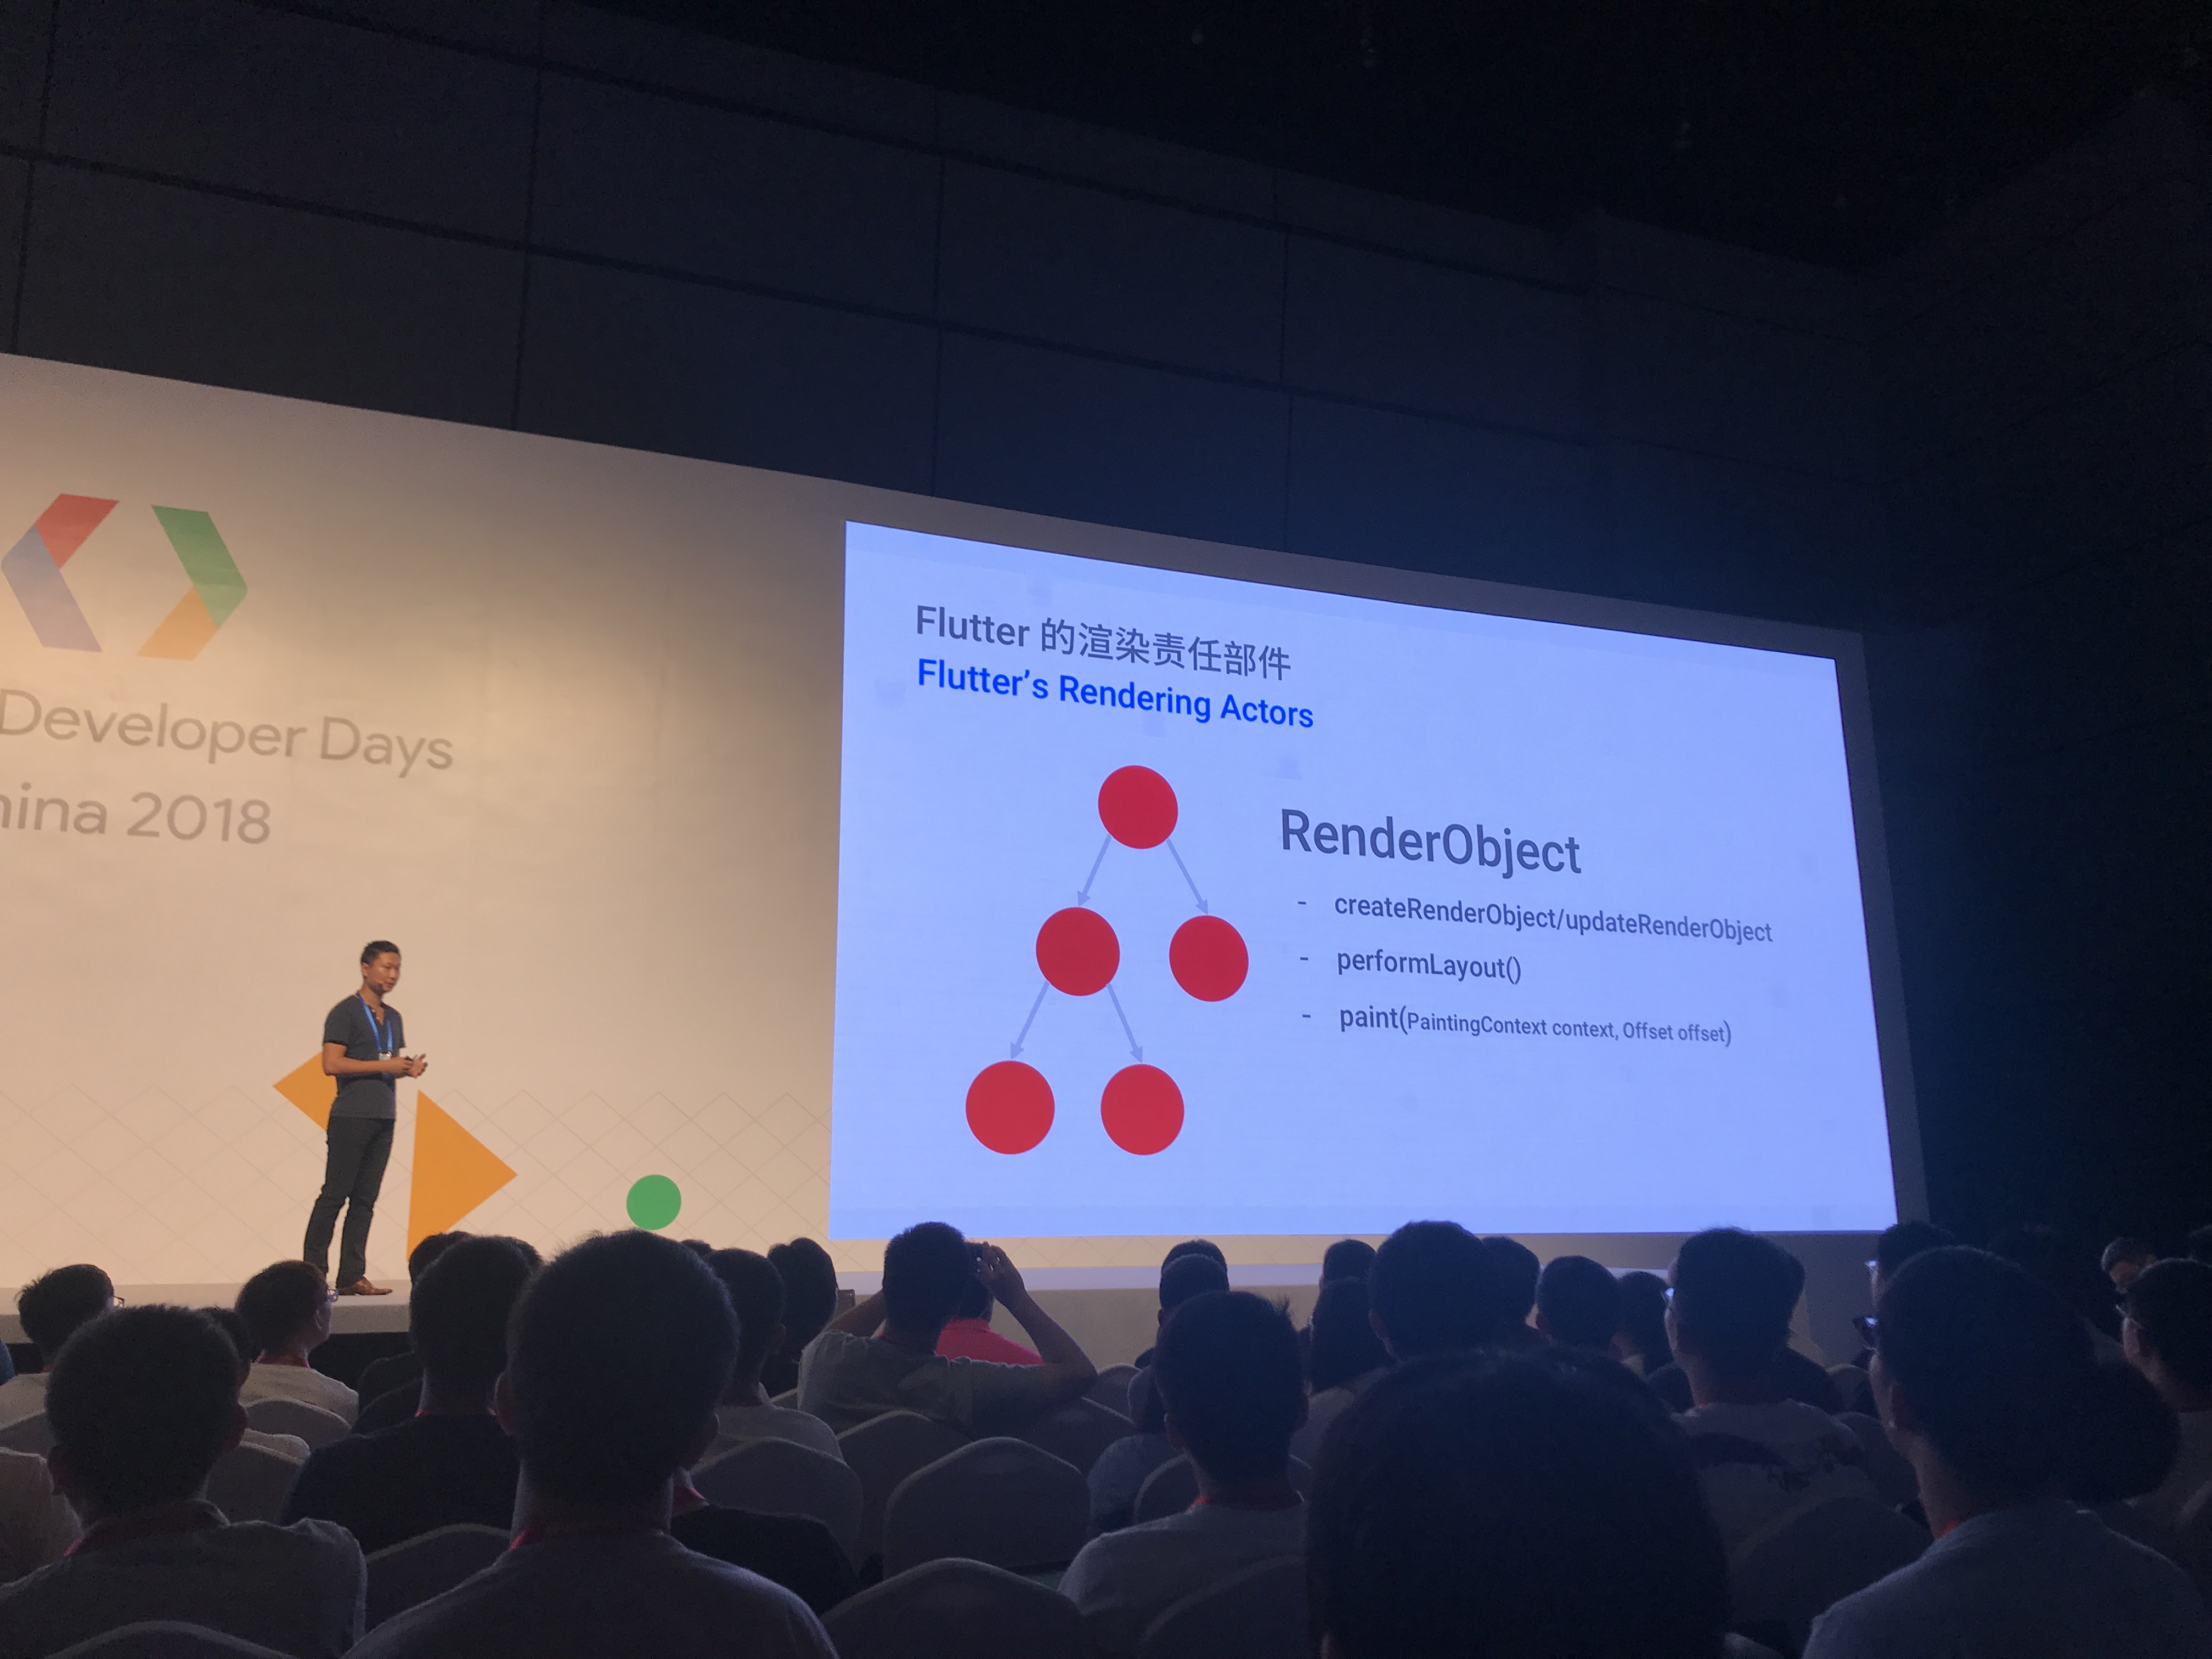 Developer Days
hina 2018
Flutter 的渲染责任部件
Flutter’s Rendering Actors
RenderObject
- createRenderObject/updateRenderObject
- performLayout()
- paint(PaintingContext context, Offset offset)